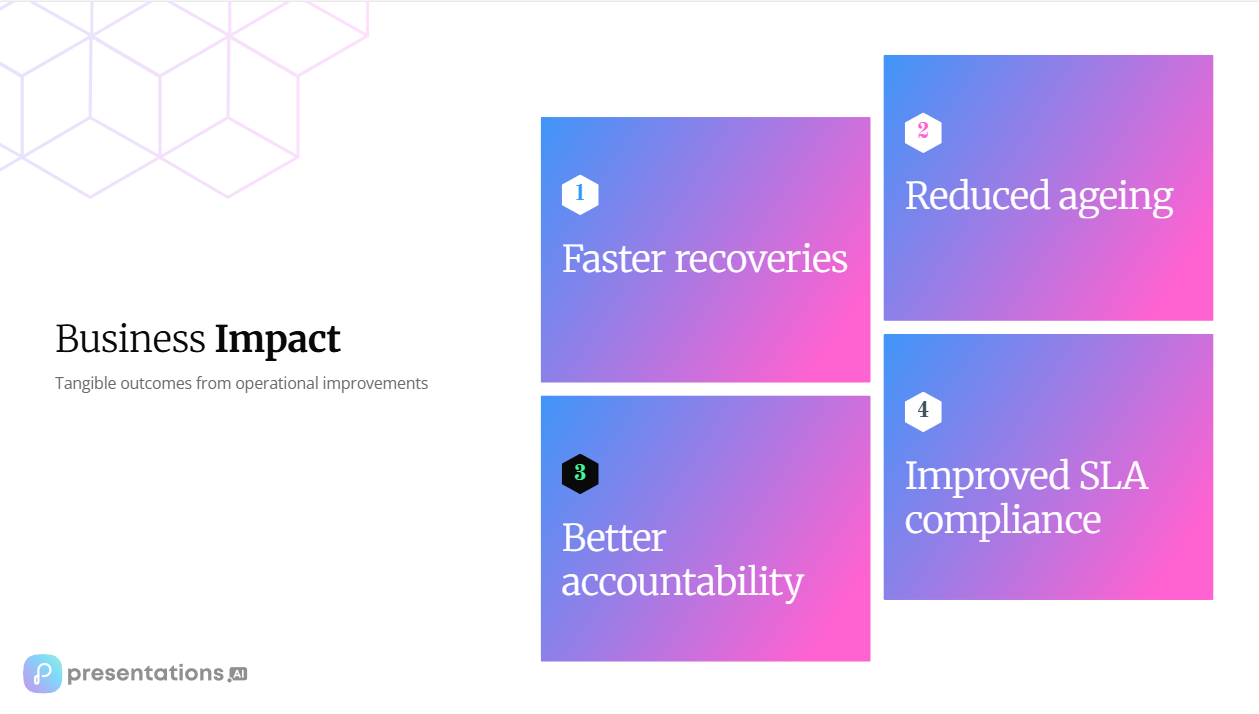 Business Impact
Tangible outcomes from operational improvements
1
Faster recoveries
2
Reduced ageing
3
Better
accountability
4
Improved SLA
compliance
presentations.AI